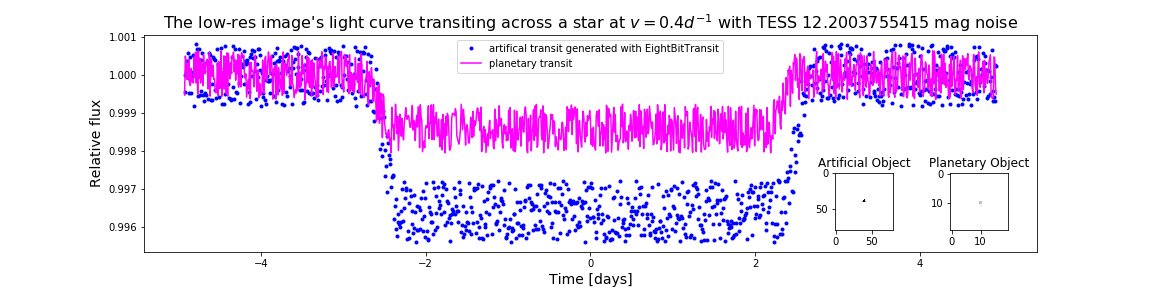 The low-res image's light curve transiting across a star at v = 0.4d⁻¹ with TESS 12.2003755415 mag noise
artifical transit generated with EightBitTransit
planetary transit
Relative flux
1.001
1.000
0.999
0.998
0.997
0.996
Artificial Object
0
50
0
50
Planetary Object
0
10
0
10
−4
−2
0
2
4
Time [days]